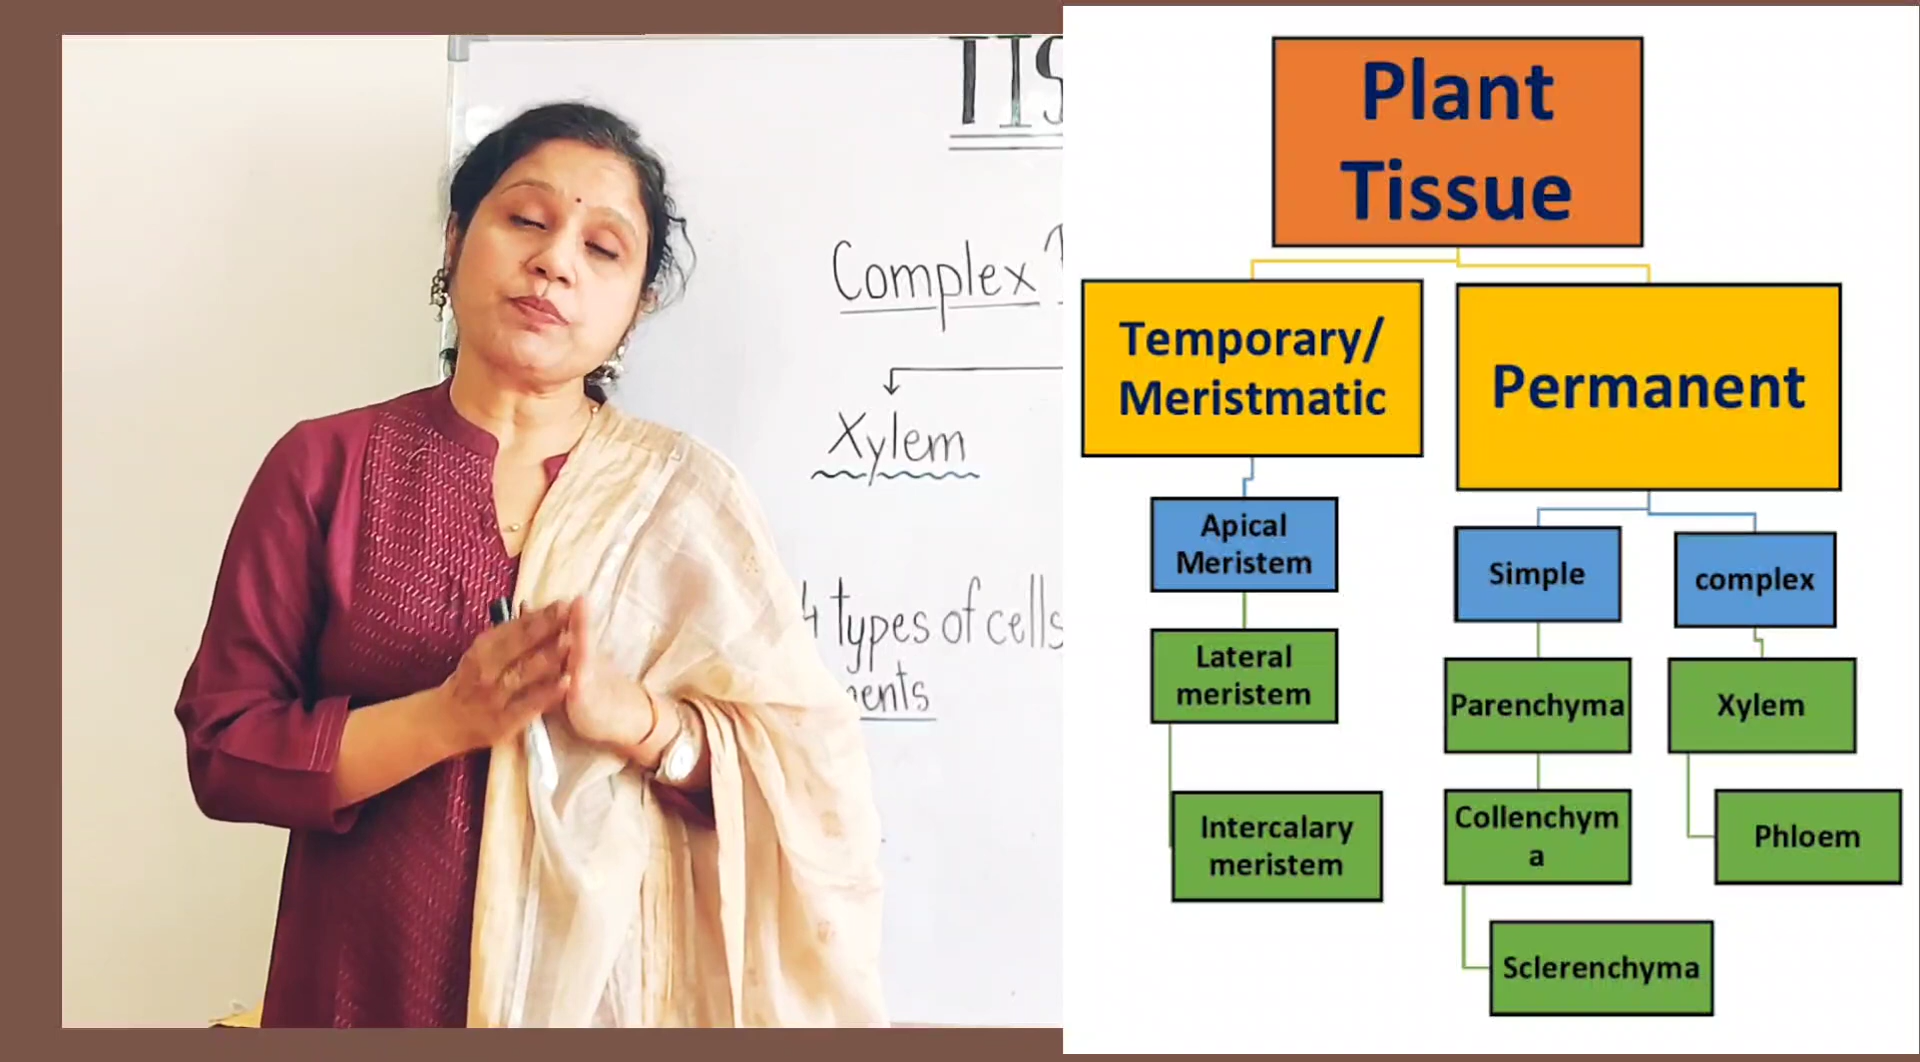 Complex
Xylem
4 types of cells
Plant
Tissue
Temporary/
Meristmatic
Permanent
Apical
Meristem
Simple
complex
Lateral
meristem
Parenchyma
Xylem
Intercalary
meristem
Collenchym
a
Phloem
Sclerenchyma